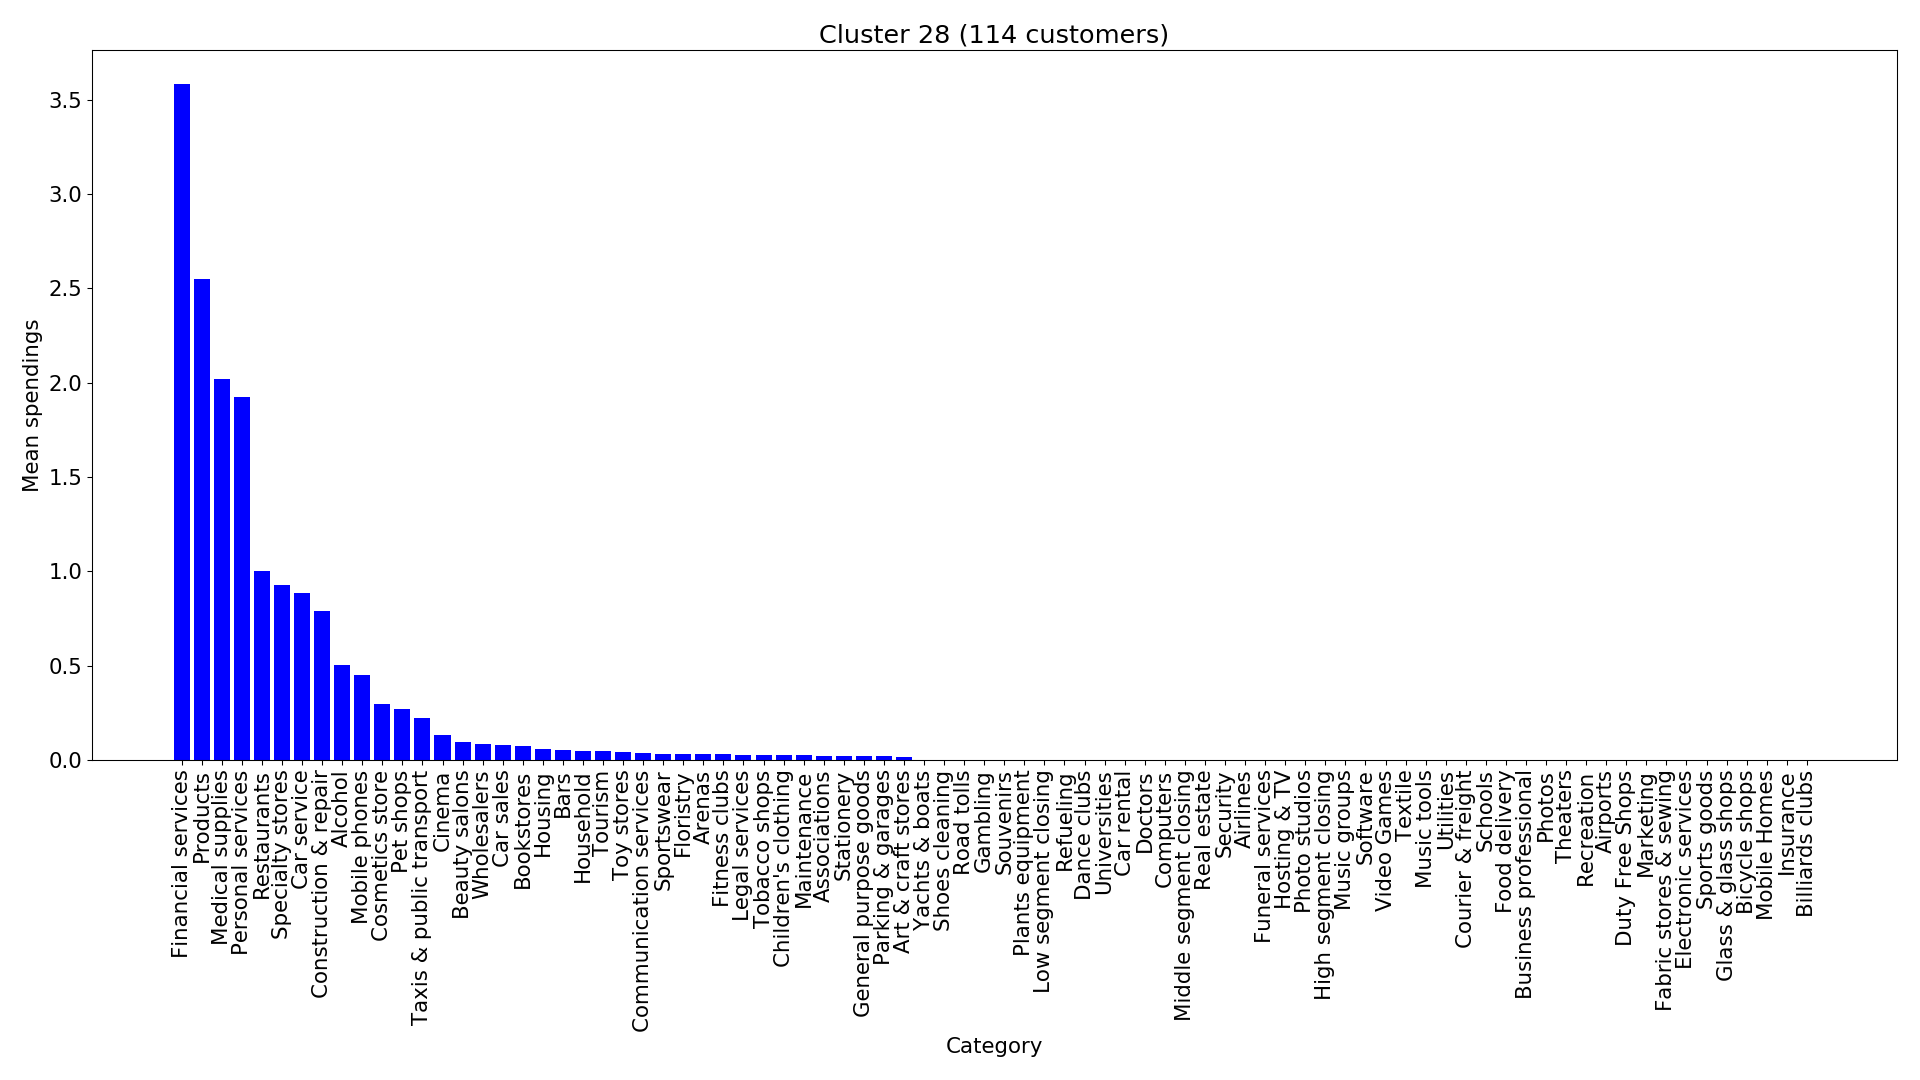 Cluster 28 (114 customers)
Mean spendings
3.5
3.0
2.5
2.0
1.5
1.0
0.5
0.0
Financial services
Products
Medical supplies
Personal services
Restaurants
Specialty stores
Car service
Construction & repair
Alcohol
Mobile phones
Cosmetics store
Pet shops
Taxis & public transport
Cinema
Beauty salons
Wholesalers
Car sales
Bookstores
Housing
Bars
Household
Tourism
Toy stores
Communication services
Sportswear
Floristry
Arenas
Fitness clubs
Legal services
Tobacco shops
Children's clothing
Maintenance
Associations
Stationery
General purpose goods
Parking & garages
Art & craft stores
Yachts & boats
Shoes cleaning
Road tolls
Gambling
Souvenirs
Plants equipment
Low segment closing
Refueling
Dance clubs
Universities
Car rental
Doctors
Computers
Middle segment closing
Real estate
Security
Airlines
Funeral services
Hosting & TV
Photo studios
High segment closing
Music groups
Software
Video Games
Textile
Music tools
Utilities
Courier & freight
Schools
Food delivery
Business professional
Photos
Theaters
Recreation
Airports
Duty Free Shops
Marketing
Fabric stores & sewing
Electronic services
Sports goods
Glass & glass shops
Bicycle shops
Mobile Homes
Insurance
Billiards clubs
Category